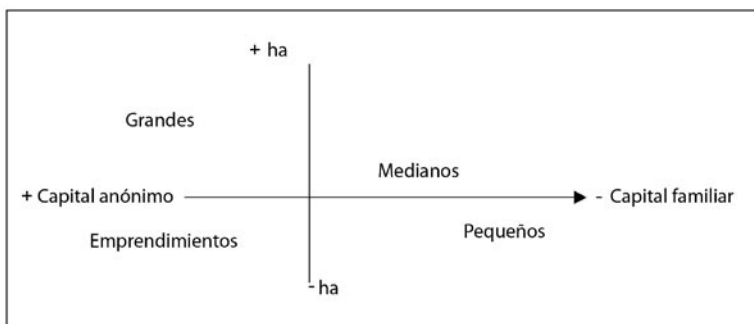 + ha
Grandes
Medianos
+ Capital anónimo
- Capital familiar
Emprendimientos
Pequeños
- ha